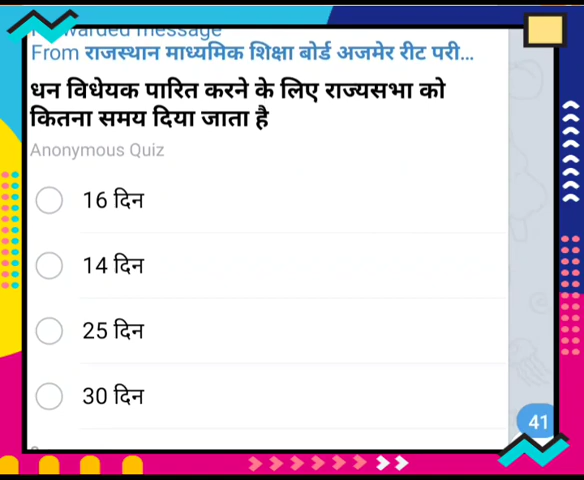 From राजस्थान माध्यमिक शिक्षा बोर्ड अजमेर रीट परी...
धन विधेयक पारित करने के लिए राज्यसभा को
कितना समय दिया जाता है
Anonymous Quiz
16 दिन
14 दिन
25 दिन
30 दिन
41